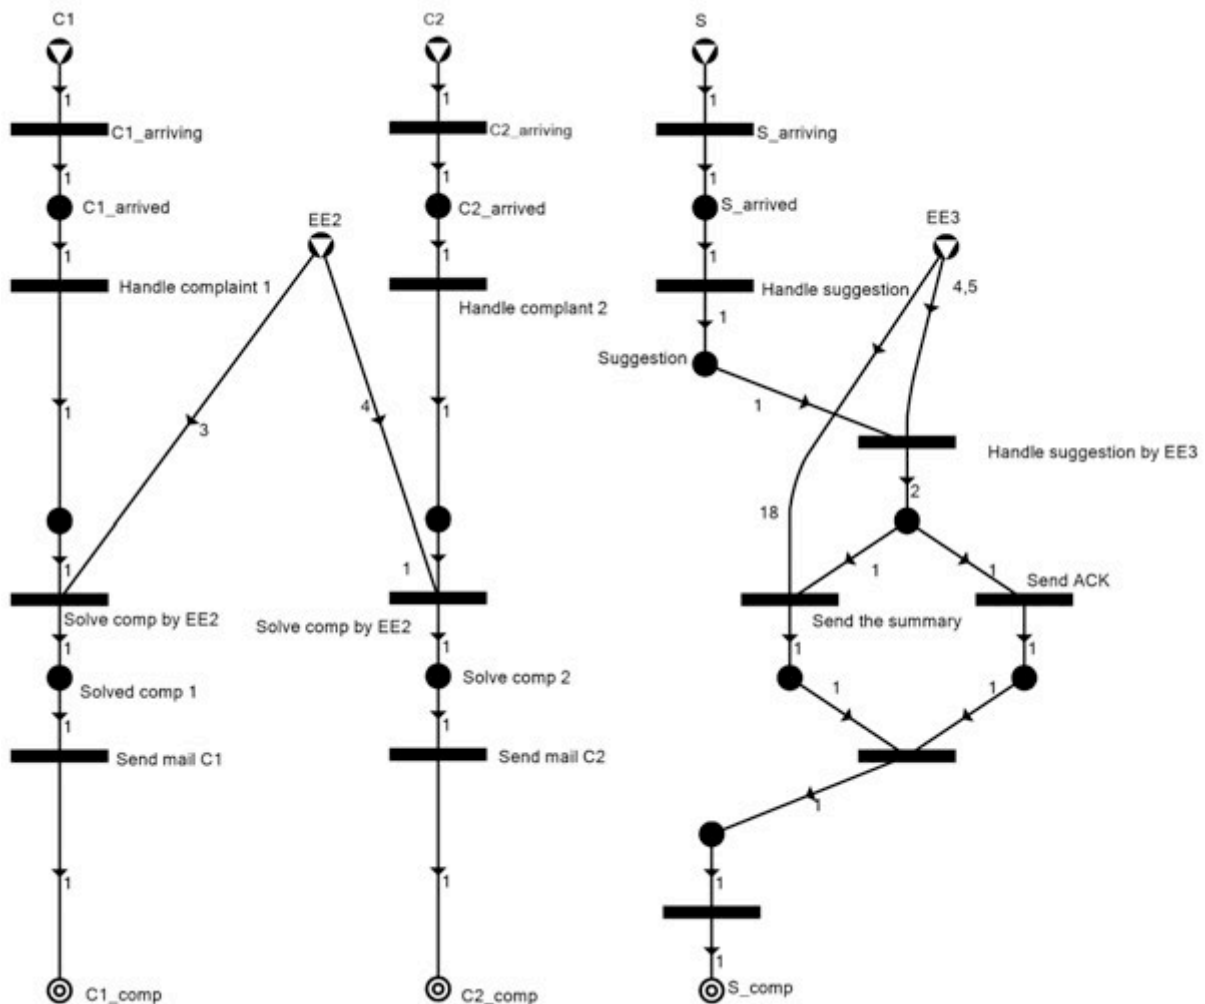 C1
C2
S
1
1
1
C1_arriving
C2_arriving
S_arriving
1
1
1
C1_arrived
C2_arrived
S_arrived
EE2
EE3
1
1
1
Handle complaint 1
Handle complant 2
Handle suggestion
4,5
1
Suggestion
1
3
4
1
1
Handle suggestion by EE3
2
18
1
1
1
1
1
Send ACK
Solve comp by EE2
Solve comp by EE2
Send the summary
1
1
1
1
Solved comp 1
Solve comp 2
1
1
1
1
Send mail C1
Send mail C2
1
1
1
1
1
C1_comp
C2_comp
S_comp